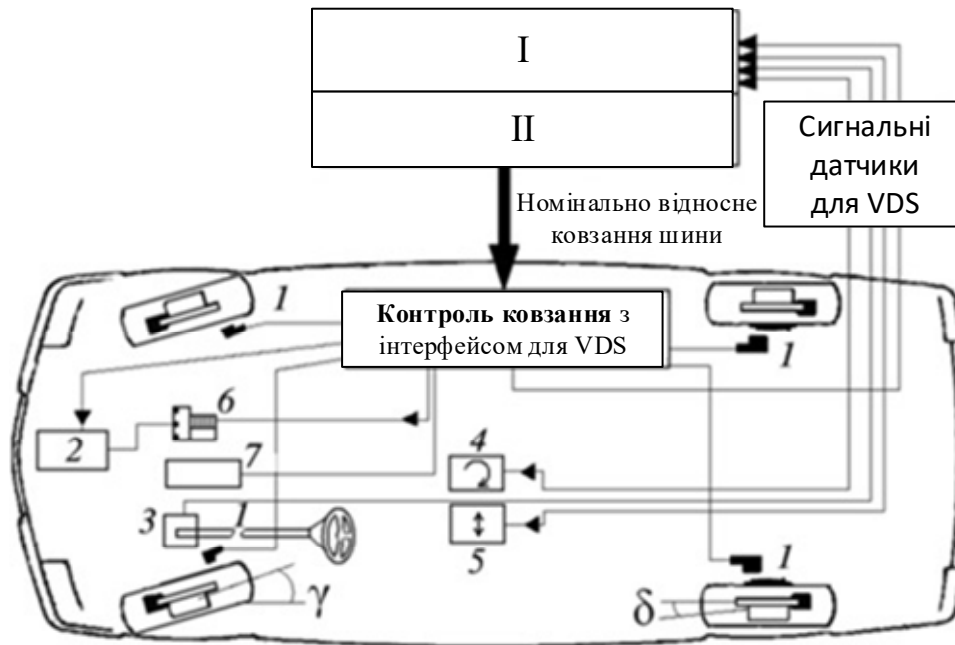 I
II
Сигнальні
датчики
для VDS
Номінально відносне
ковзання шини
Контроль ковзання з
інтерфейсом для VDS
1
1
6
2
4
7
3
1
5
1
γ
δ